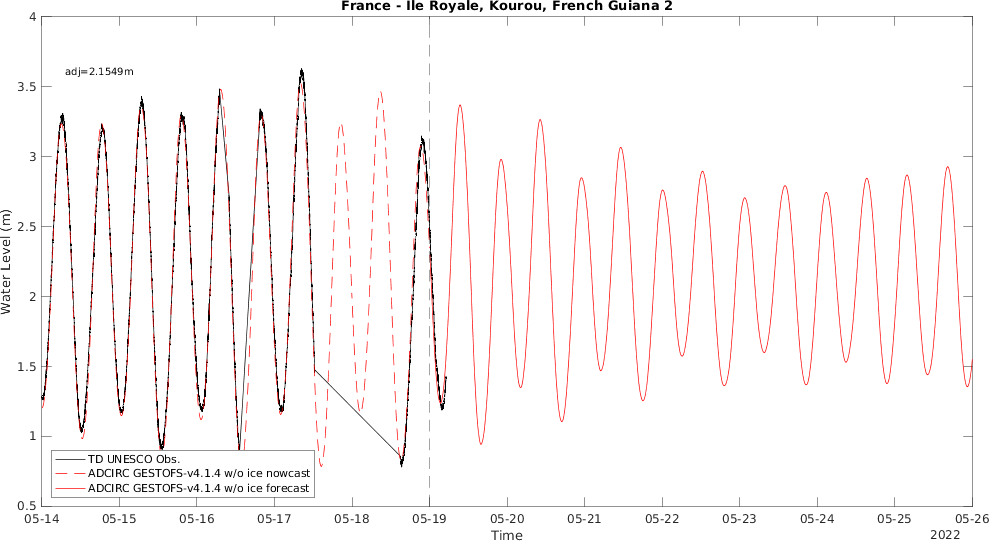 France - Ile Royale, Kourou, French Guiana 2
4
adj=2.1549m
3.5
3
2.5
Water Level (m)
2
1.5
1
0.5
TD UNESCO Obs.
ADCIRC GESTOFS-v4.1.4 w/o ice nowcast
ADCIRC GESTOFS-v4.1.4 w/o ice forecast
05-14 05-15 05-16 05-17 05-18 05-19 05-20 05-21 05-22 05-23 05-24 05-25 05-26
Time
2022